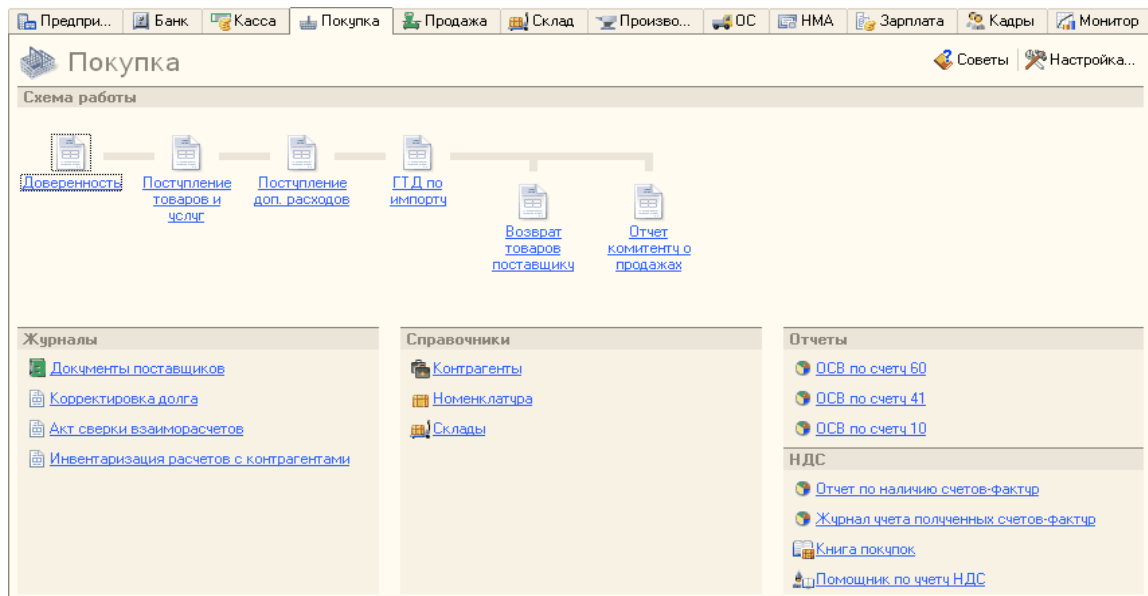 Предпри... Банк Касса Покупка Продажа Склад Произво... ОС НМА Зарплата Кадры Монитор
Покупка Советы Настройка...
Схема работы
Доверенность
Поступление
товаров и
услуг
Поступление
доп. расходов
ГТД по
импорту
Возврат
товаров
поставщику
Отчет
комитенту о
продажах
Журналы
Документы поставщиков
Корректировка долга
Акт сверки взаиморасчетов
Инвентаризация расчетов с контрагентами
Справочники
Контрагенты
Номенклатура
Склады
Отчеты
ОСВ по счету 60
ОСВ по счету 41
ОСВ по счету 10
НДС
Отчет по наличию счетов-фактур
Журнал учета полученных счетов-фактур
Книга покупок
Помощник по учету НДС